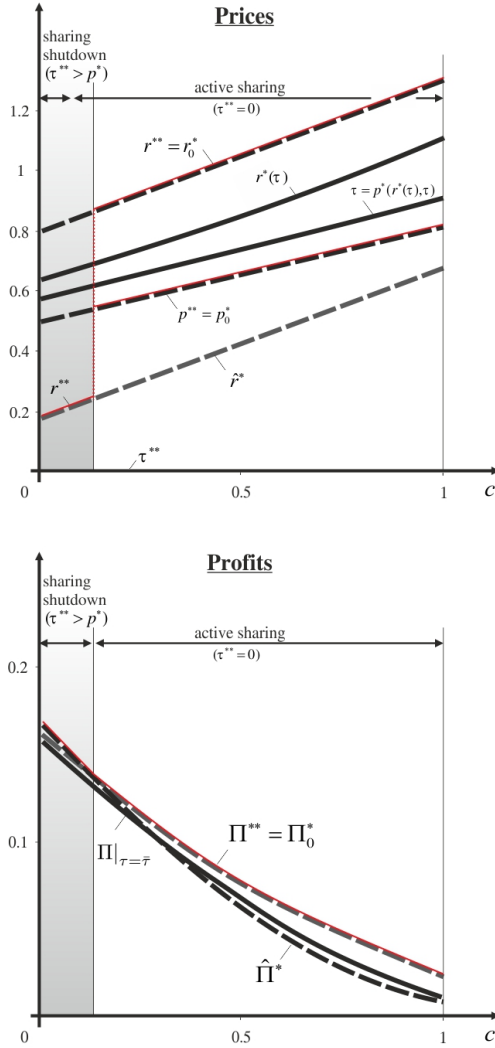 Prices
sharing
shutdown
(τ** > p*)
active sharing
(τ** = 0)
1.2
r** = r₀*
1
r*(τ)
τ = p*(r*(τ),τ)
0.8
0.6
p** = p₀*
0.4
r̂*
r**
0.2
τ**
0
0.5
1
c
Profits
sharing
shutdown
(τ** > p*)
active sharing
(τ** = 0)
0.2
0.1
Π** = Π₀*
Π|τ=τ̄
Π̂*
0
0.5
1
c